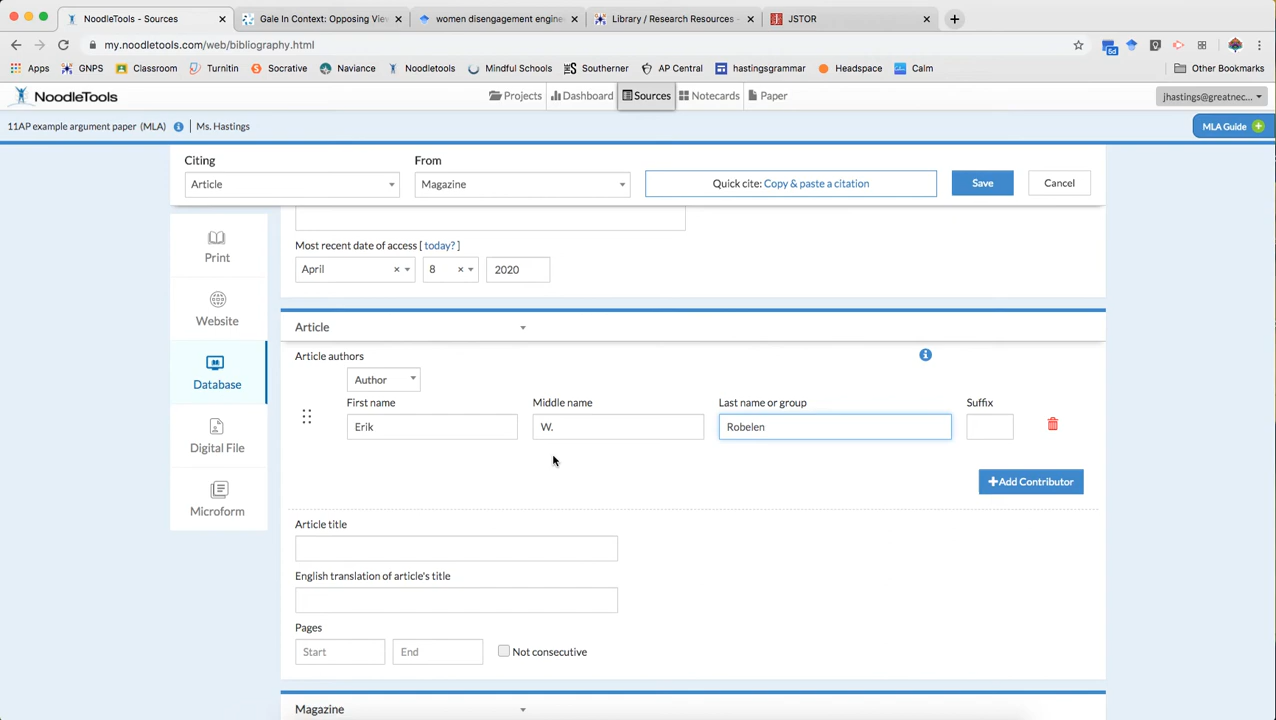 NoodleTools - Sources
Gale In Context: Opposing Vie
women disengagement engine
Library / Research Resources -
JSTOR
my.noodletools.com/web/bibliography.html
6d
Apps GNPS Classroom Turnitin Socrative Naviance Noodletools Mindful Schools Southerner AP Central hastingsgrammar Headspace Calm Other Bookmarks
NoodleTools Projects Dashboard Sources Notecards Paper jhastings@greatnec...
11AP example argument paper (MLA) Ms. Hastings MLA Guide
Citing From
Article Magazine Quick cite: Copy & paste a citation Save Cancel
Print
Website
Database
Digital File
Microform
Most recent date of access [ today? ]
April 8 2020
Article
Article authors
Author
First name Middle name Last name or group Suffix
Erik W. Robelen
+Add Contributor
Article title
English translation of article's title
Pages
Start End Not consecutive
Magazine